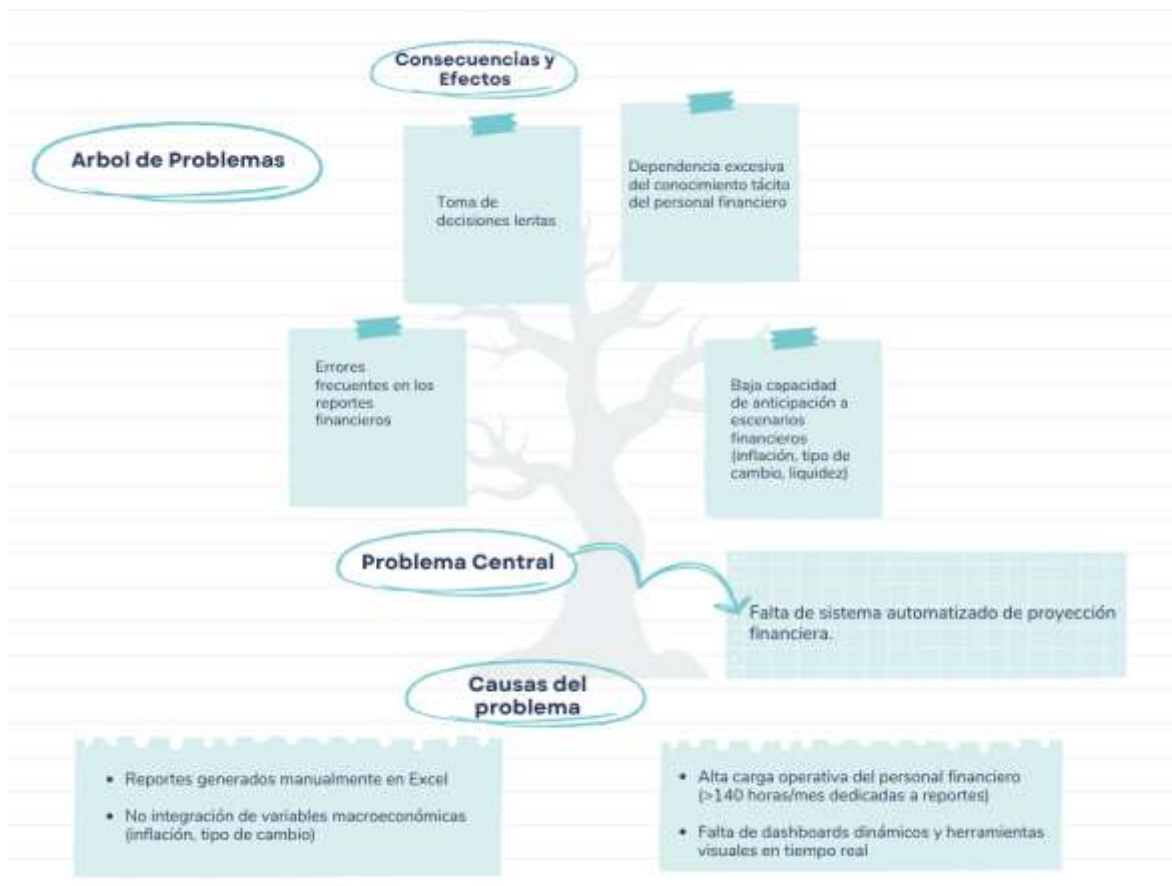 Consecuencias y
Efectos
Arbol de Problemas
Toma de
decisiones lentas
Dependencia excesiva
del conocimiento tácito
del personal financiero
Errores
frecuentes en los
reportes
financieros
Baja capacidad
de anticipación a
escenarios
financieros
(inflación, tipo de
cambio, liquidez)
Problema Central
Falta de sistema automatizado de proyección
financiera.
Causas del
problema
• Reportes generados manualmente en Excel
• No integración de variables macroeconómicas
(inflación, tipo de cambio)
• Alta carga operativa del personal financiero
(>140 horas/mes dedicadas a reportes)
• Falta de dashboards dinámicos y herramientas
visuales en tiempo real